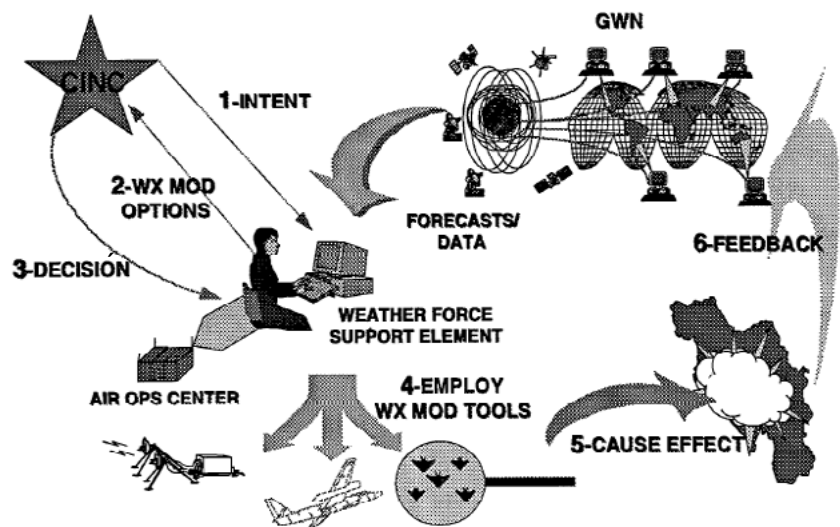 CINC
1-INTENT
2-WX MOD
OPTIONS
3-DECISION
GWN
FORECASTS/
DATA
6-FEEDBACK
WEATHER FORCE
SUPPORT ELEMENT
AIR OPS CENTER
4-EMPLOY
WX MOD TOOLS
5-CAUSE EFFECT